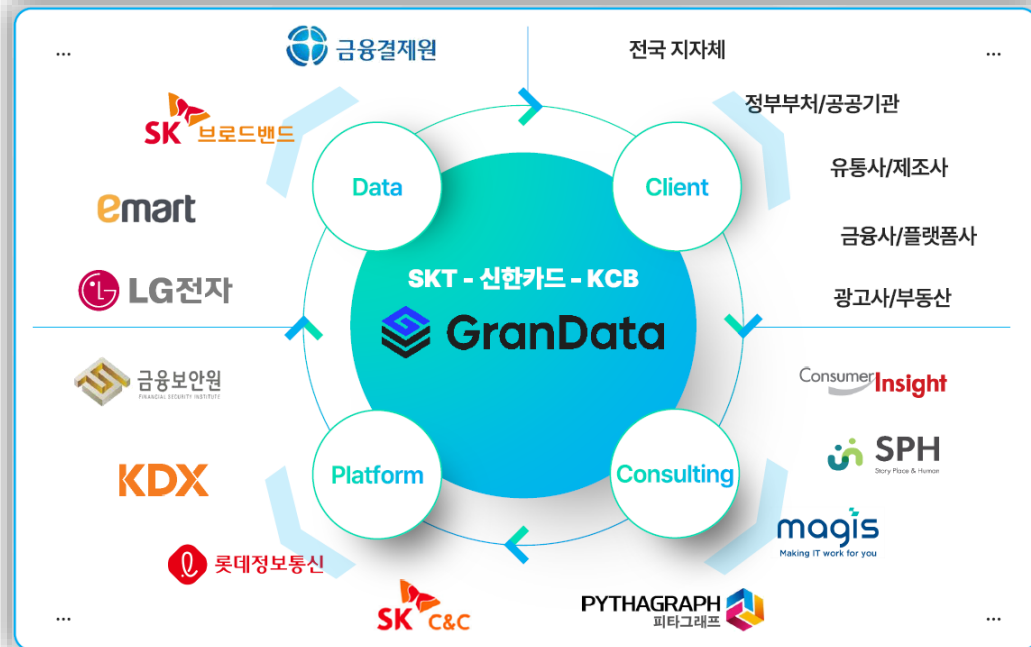 ...
금융결제원
전국 지자체
...
SK 브로드밴드
정부부처/공공기관
Data
Client
유통사/제조사
emart
금융사/플랫폼사
SKT - 신한카드 - KCB
LG전자
광고사/부동산
GranData
금융보안원
FINANCIAL SECURITY INSTITUTE
ConsumerInsight
KDX
Platform
Consulting
SPH
Story Place & Human
magis
Making IT work for you
롯데정보통신
SK C&C
PYTHAGRAPH
피타그래프
...
...